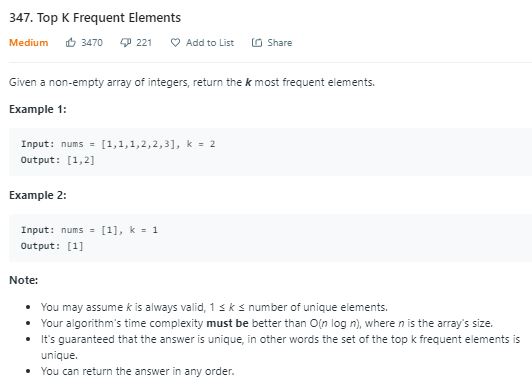 347. Top K Frequent Elements
Medium 3470 221 Add to List Share
Given a non-empty array of integers, return the k most frequent elements.
Example 1:
Input: nums = [1,1,1,2,2,3], k = 2
Output: [1,2]
Example 2:
Input: nums = [1], k = 1
Output: [1]
Note:
• You may assume k is always valid, 1 ≤ k ≤ number of unique elements.
• Your algorithm's time complexity must be better than O(n log n), where n is the array's size.
• It's guaranteed that the answer is unique, in other words the set of the top k frequent elements is
unique.
• You can return the answer in any order.